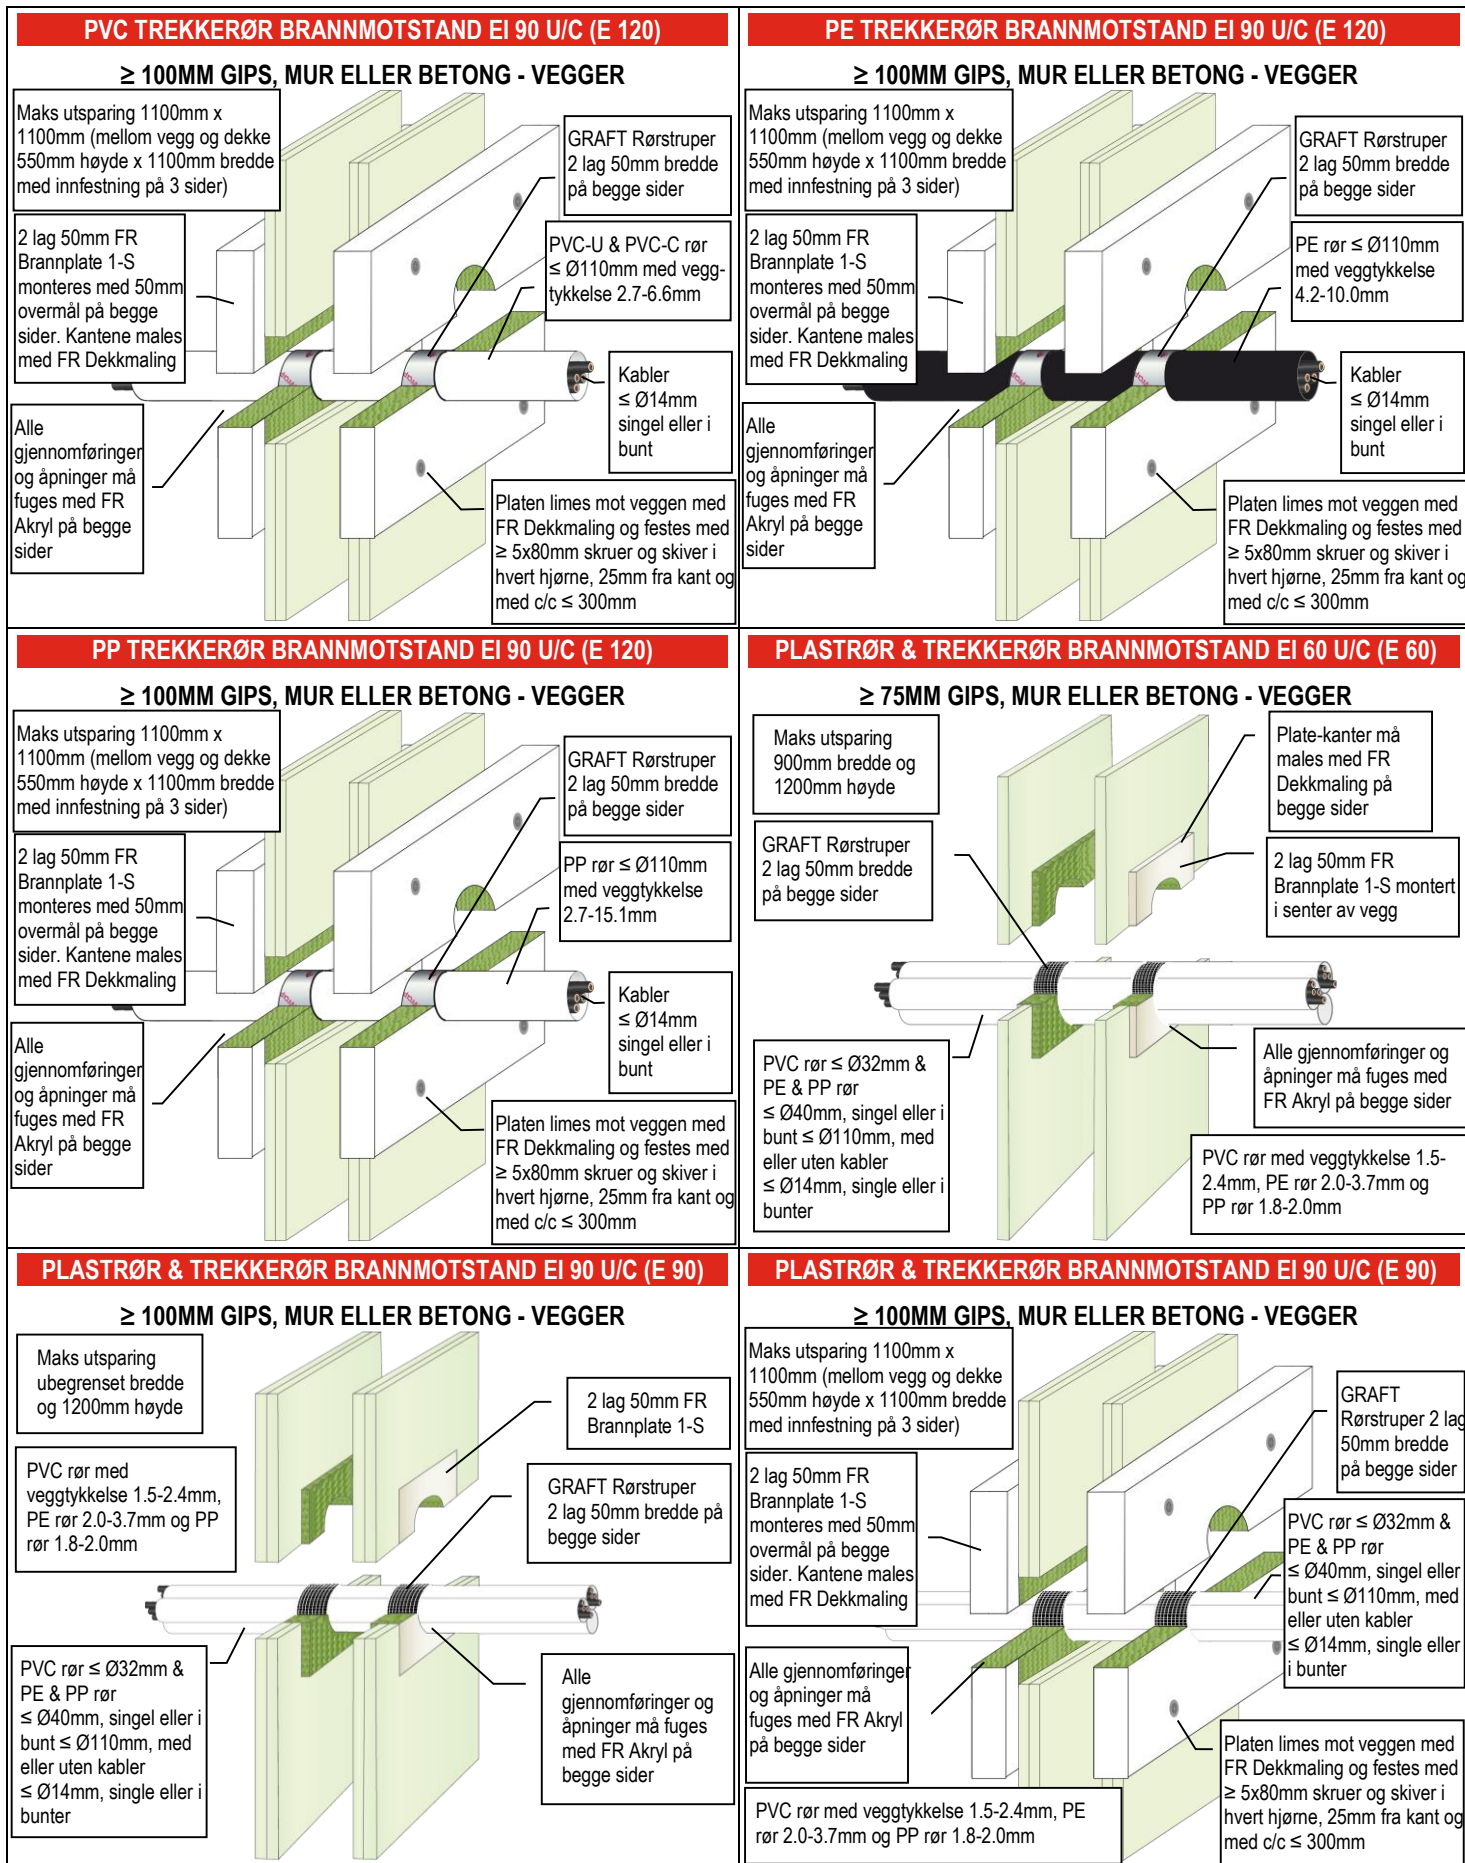 PVC TREKKERØR BRANNMOTSTAND EI 90 U/C (E 120)
≥ 100MM GIPS, MUR ELLER BETONG - VEGGER
Maks utsparing 1100mm x
1100mm (mellom vegg og dekke
550mm høyde x 1100mm bredde
med innfestning på 3 sider)
GRAFT Rørstruper
2 lag 50mm bredde
på begge sider
2 lag 50mm FR
Brannplate 1-S
monteres med 50mm
overmål på begge
sider. Kantene males
med FR Dekkmaling
PVC-U & PVC-C rør
≤ Ø110mm med vegg-
tykkelse 2.7-6.6mm
Kabler
≤ Ø14mm
singel eller i
bunt
Alle
gjennomføringer
og åpninger må
fuges med FR
Akryl på begge
sider
Platen limes mot veggen med
FR Dekkmaling og festes med
≥ 5x80mm skruer og skiver i
hvert hjørne, 25mm fra kant og
med c/c ≤ 300mm
PE TREKKERØR BRANNMOTSTAND EI 90 U/C (E 120)
≥ 100MM GIPS, MUR ELLER BETONG - VEGGER
Maks utsparing 1100mm x
1100mm (mellom vegg og dekke
550mm høyde x 1100mm bredde
med innfestning på 3 sider)
GRAFT Rørstruper
2 lag 50mm bredde
på begge sider
2 lag 50mm FR
Brannplate 1-S
monteres med 50mm
overmål på begge
sider. Kantene males
med FR Dekkmaling
PE rør ≤ Ø110mm
med veggtykkelse
4.2-10.0mm
Kabler
≤ Ø14mm
singel eller i
bunt
Alle
gjennomføringer
og åpninger må
fuges med FR
Akryl på begge
sider
Platen limes mot veggen med
FR Dekkmaling og festes med
≥ 5x80mm skruer og skiver i
hvert hjørne, 25mm fra kant og
med c/c ≤ 300mm
PP TREKKERØR BRANNMOTSTAND EI 90 U/C (E 120)
≥ 100MM GIPS, MUR ELLER BETONG - VEGGER
Maks utsparing 1100mm x
1100mm (mellom vegg og dekke
550mm høyde x 1100mm bredde
med innfestning på 3 sider)
GRAFT Rørstruper
2 lag 50mm bredde
på begge sider
2 lag 50mm FR
Brannplate 1-S
monteres med 50mm
overmål på begge
sider. Kantene males
med FR Dekkmaling
PP rør ≤ Ø110mm
med veggtykkelse
2.7-15.1mm
Kabler
≤ Ø14mm
singel eller i
bunt
Alle
gjennomføringer
og åpninger må
fuges med FR
Akryl på begge
sider
Platen limes mot veggen med
FR Dekkmaling og festes med
≥ 5x80mm skruer og skiver i
hvert hjørne, 25mm fra kant og
med c/c ≤ 300mm
PLASTRØR & TREKKERØR BRANNMOTSTAND EI 60 U/C (E 60)
≥ 75MM GIPS, MUR ELLER BETONG - VEGGER
Maks utsparing
900mm bredde og
1200mm høyde
Plate-kanter må
males med FR
Dekkmaling på
begge sider
GRAFT Rørstruper
2 lag 50mm bredde
på begge sider
2 lag 50mm FR
Brannplate 1-S montert
i senter av vegg
PVC rør ≤ Ø32mm &
PE & PP rør
≤ Ø40mm, singel eller i
bunt ≤ Ø110mm, med
eller uten kabler
≤ Ø14mm, single eller i
bunter
Alle gjennomføringer og
åpninger må fuges med
FR Akryl på begge sider
PVC rør med veggtykkelse 1.5-
2.4mm, PE rør 2.0-3.7mm og
PP rør 1.8-2.0mm
PLASTRØR & TREKKERØR BRANNMOTSTAND EI 90 U/C (E 90)
≥ 100MM GIPS, MUR ELLER BETONG - VEGGER
Maks utsparing
ubegrenset bredde
og 1200mm høyde
2 lag 50mm FR
Brannplate 1-S
PVC rør med
veggtykkelse 1.5-2.4mm,
PE rør 2.0-3.7mm og PP
rør 1.8-2.0mm
GRAFT Rørstruper
2 lag 50mm bredde på
begge sider
PVC rør ≤ Ø32mm &
PE & PP rør
≤ Ø40mm, singel eller i
bunt ≤ Ø110mm, med
eller uten kabler
≤ Ø14mm, single eller i
bunter
Alle
gjennomføringer og
åpninger må fuges
med FR Akryl på
begge sider
PLASTRØR & TREKKERØR BRANNMOTSTAND EI 90 U/C (E 90)
≥ 100MM GIPS, MUR ELLER BETONG - VEGGER
Maks utsparing 1100mm x
1100mm (mellom vegg og dekke
550mm høyde x 1100mm bredde
med innfestning på 3 sider)
GRAFT
Rørstruper 2 lag
50mm bredde
på begge sider
2 lag 50mm FR
Brannplate 1-S
monteres med 50mm
overmål på begge
sider. Kantene males
med FR Dekkmaling
PVC rør ≤ Ø32mm &
PE & PP rør
≤ Ø40mm, singel eller i
bunt ≤ Ø110mm, med
eller uten kabler
≤ Ø14mm, single eller
i bunter
Alle gjennomføringer
og åpninger må
fuges med FR Akryl
på begge sider
Platen limes mot veggen med
FR Dekkmaling og festes med
≥ 5x80mm skruer og skiver i
hvert hjørne, 25mm fra kant og
med c/c ≤ 300mm
PVC rør med veggtykkelse 1.5-2.4mm, PE
rør 2.0-3.7mm og PP rør 1.8-2.0mm